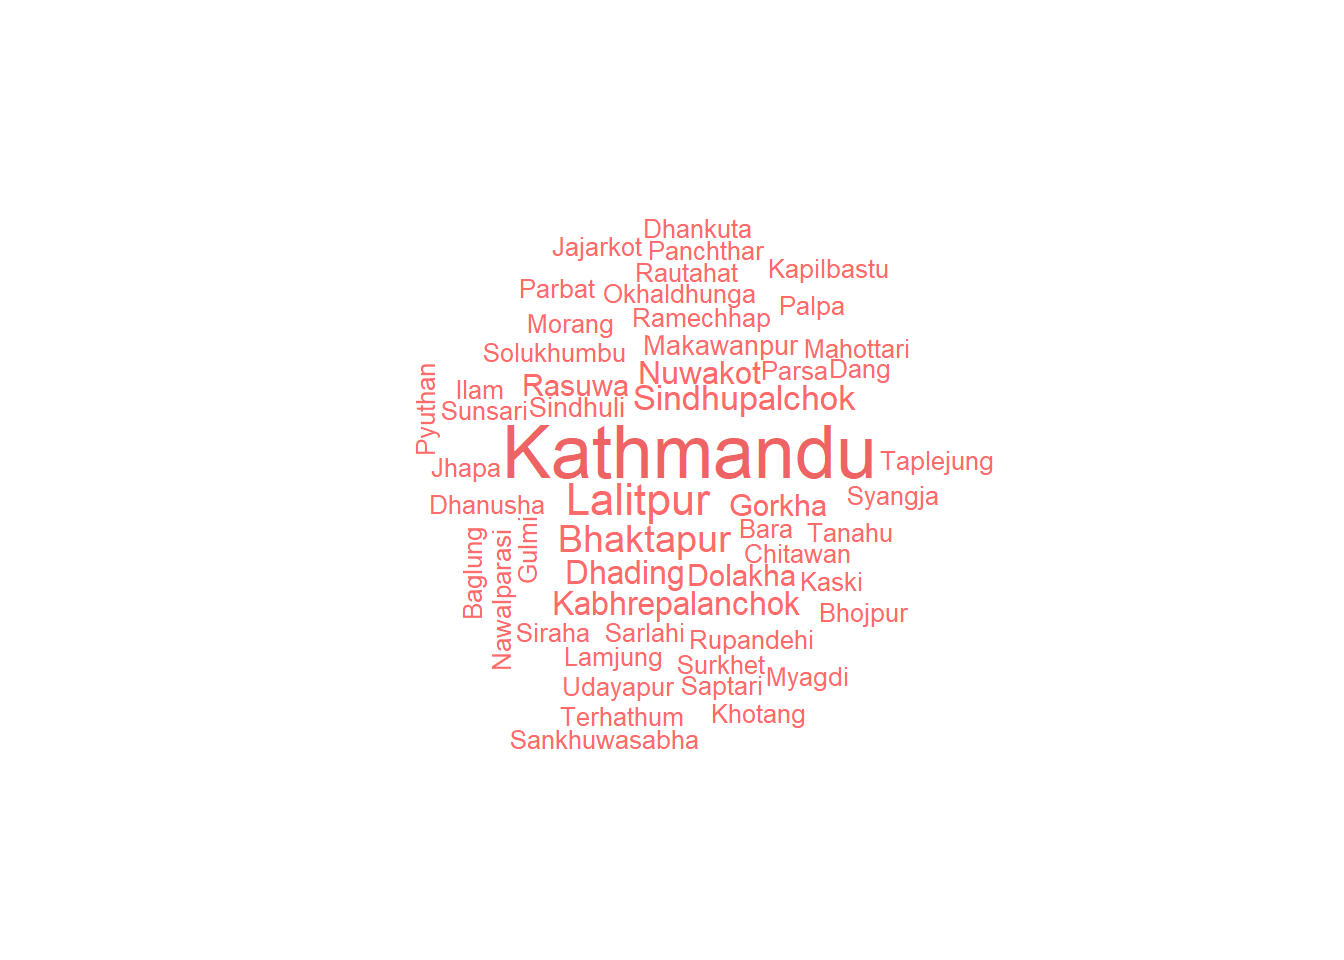 Dhankuta
Jajarkot
Panchthar
Kapilbastu
Rautahat
Parbat
Okhaldhunga
Palpa
Morang
Ramechhap
Solukhumbu
Makawanpur
Mahottari
Nuwakot
Parsa
Dang
Pyuthan
Ilam
Rasuwa
Sindhupalchok
Sunsari
Sindhuli
Kathmandu
Taplejung
Jhapa
Dhanusha
Lalitpur
Gorkha
Syangja
Bhaktapur
Bara
Tanahu
Gulmi
Chitawan
Baglung
Nawalparasi
Dhading
Dolakha
Kaski
Kabhrepalanchok
Bhojpur
Siraha
Sarlahi
Rupandehi
Lamjung
Surkhet
Myagdi
Udayapur
Saptari
Terhathum
Khotang
Sankhuwasabha